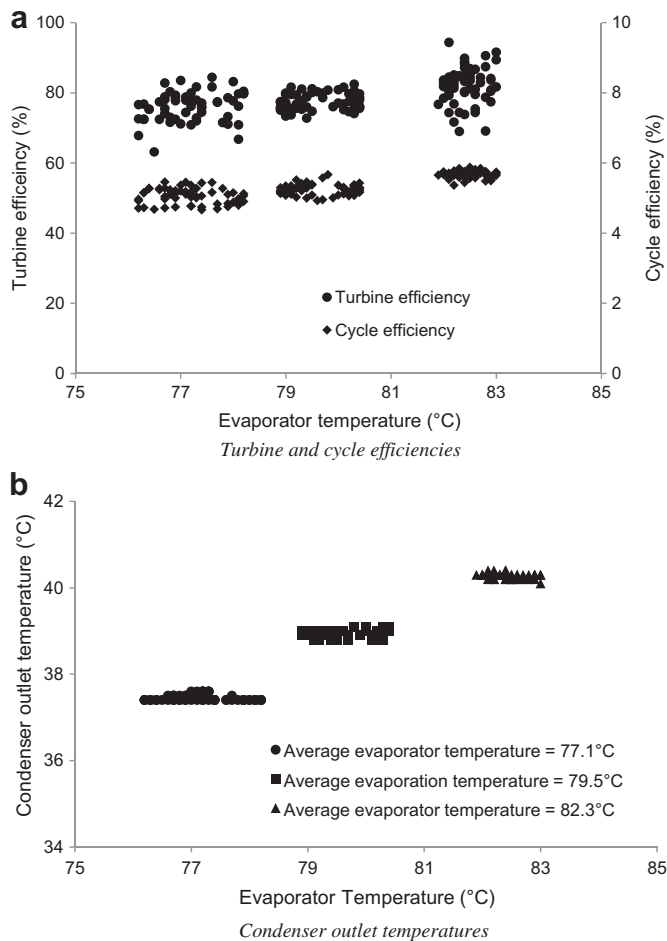 a
100
80
60
40
20
0
10
8
6
4
2
0
Turbine efficeincy (%)
Cycle efficiency (%)
Turbine efficiency
Cycle efficiency
75 77 79 81 83 85
Evaporator temperature (°C)
Turbine and cycle efficiencies
b
42
40
38
36
34
Condenser outlet temperature (°C)
Average evaporator temperature = 77.1°C
Average evaporation temperature = 79.5°C
Average evaporator temperature = 82.3°C
75 77 79 81 83 85
Evaporator Temperature (°C)
Condenser outlet temperatures